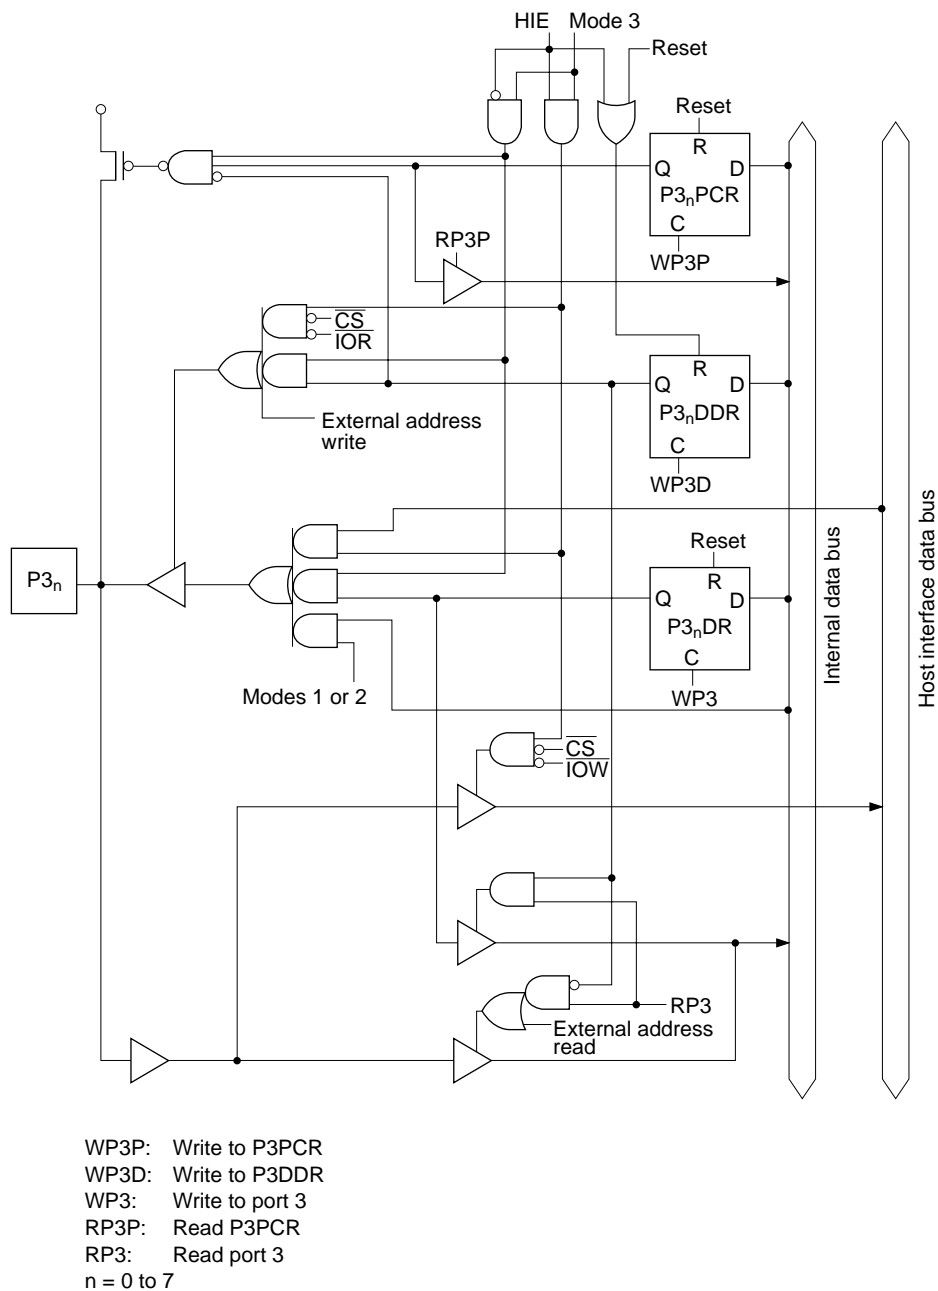 HIE Mode 3
Reset
Reset
R
Q D
P3nPCR
C
WP3P
RP3P
CS
IOR
R
Q D
P3nDDR
C
WP3D
External address
write
Reset
R
Q D
P3nDR
C
WP3
P3n
Modes 1 or 2
CS
IOW
RP3
External address
read
Internal data bus
Host interface data bus
WP3P: Write to P3PCR
WP3D: Write to P3DDR
WP3: Write to port 3
RP3P: Read P3PCR
RP3: Read port 3
n = 0 to 7